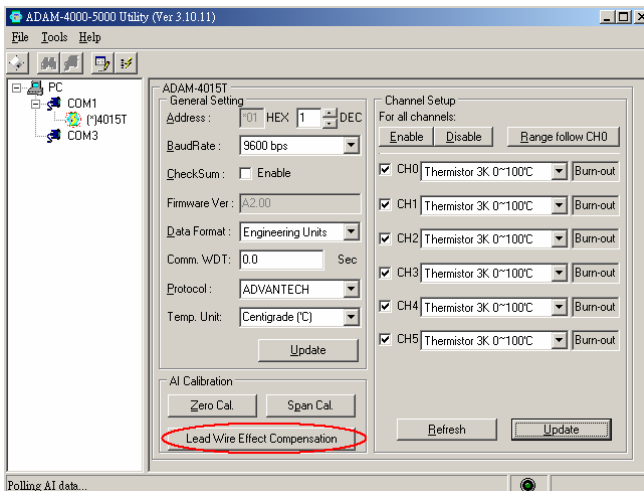 ADAM-4000-5000 Utility (Ver 3.10.11)
File Tools Help
PC
COM1
(*)4015T
COM3
ADAM-4015T
General Setting
Address : *01 HEX 1 DEC
BaudRate : 9600 bps
CheckSum : Enable
Firmware Ver : A2.00
Data Format : Engineering Units
Comm. WDT: 0.0 Sec
Protocol : ADVANTECH
Temp. Unit: Centigrade (℃)
Update
AI Calibration
Zero Cal. Span Cal.
Lead Wire Effect Compensation
Channel Setup
For all channels:
Enable Disable Range follow CH0
CH0 Thermistor 3K 0~100℃ Burn-out
CH1 Thermistor 3K 0~100℃ Burn-out
CH2 Thermistor 3K 0~100℃ Burn-out
CH3 Thermistor 3K 0~100℃ Burn-out
CH4 Thermistor 3K 0~100℃ Burn-out
CH5 Thermistor 3K 0~100℃ Burn-out
Refresh Update
Polling AI data...